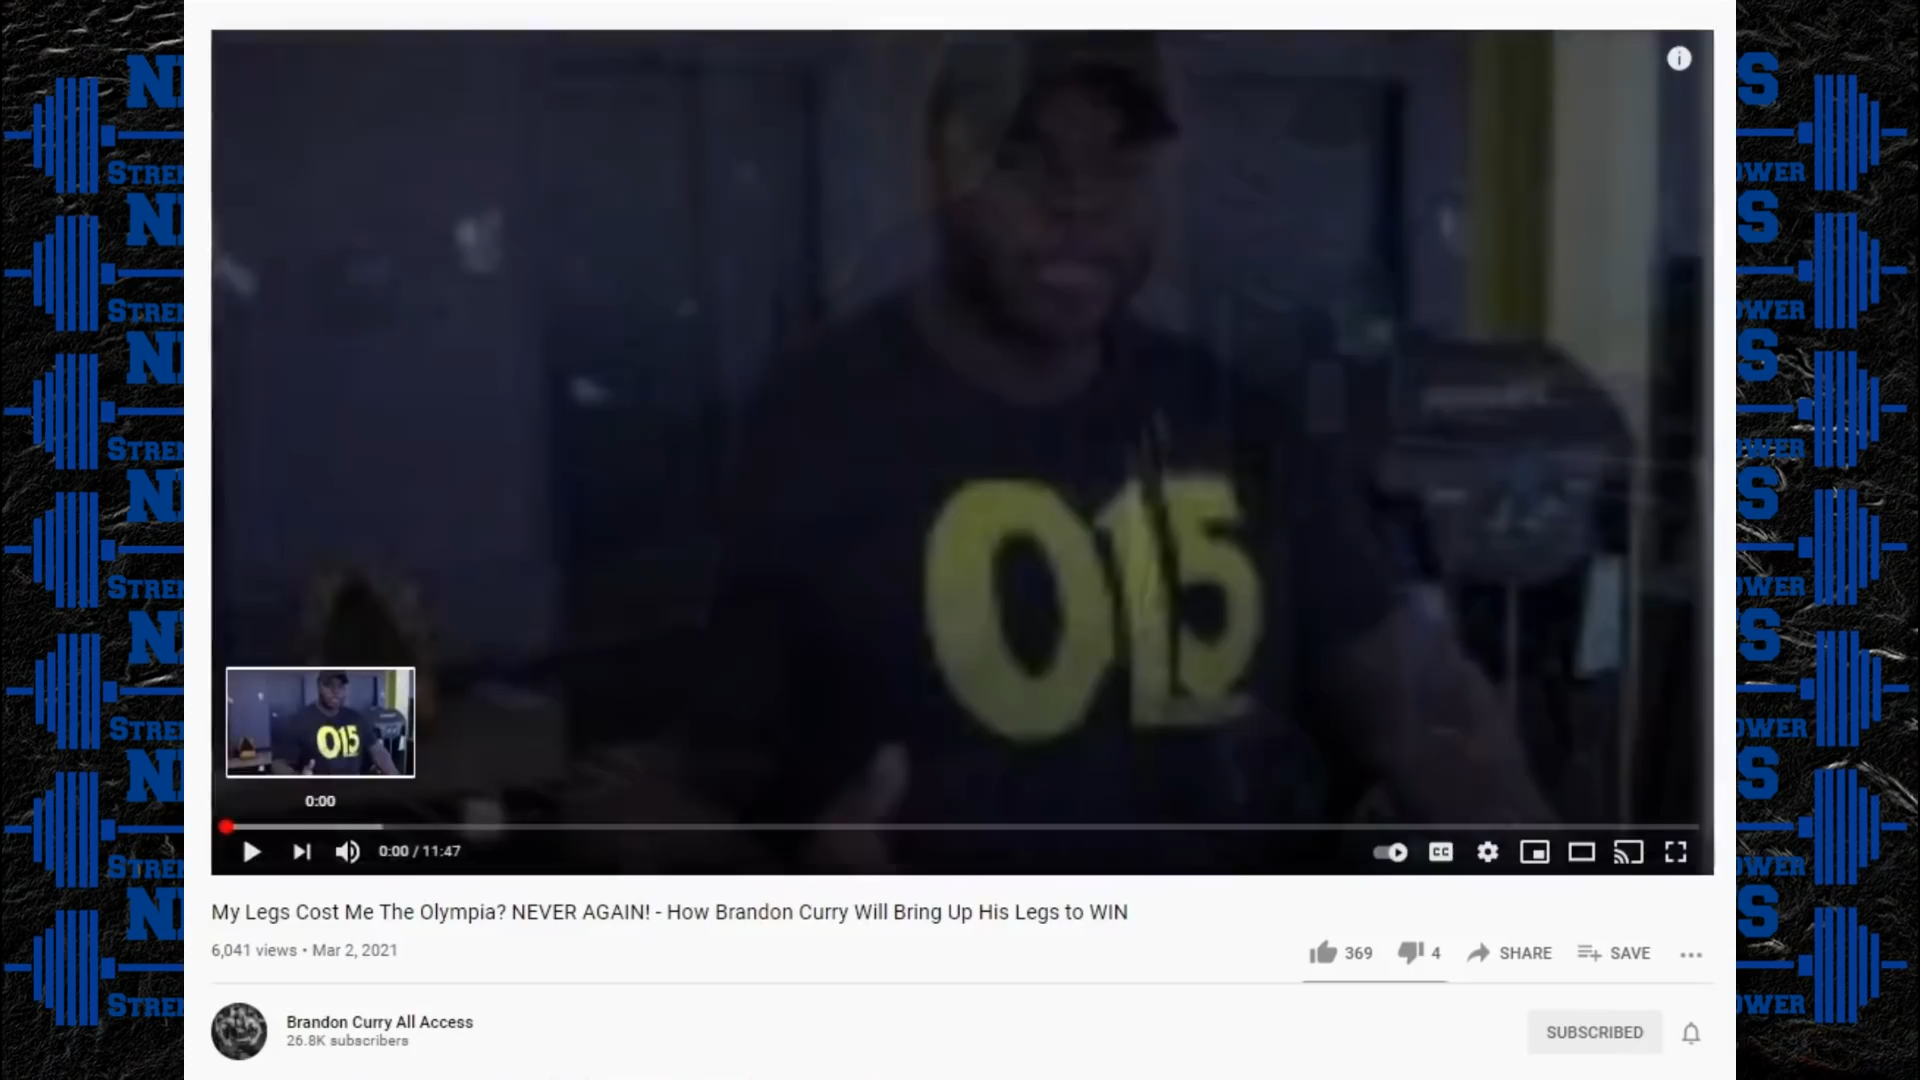 015
015
0:00
0:00 / 11:47
CC
My Legs Cost Me The Olympia? NEVER AGAIN! - How Brandon Curry Will Bring Up His Legs to WIN
6,041 views • Mar 2, 2021
369
4
SHARE
SAVE
Brandon Curry All Access
26.8K subscribers
SUBSCRIBED